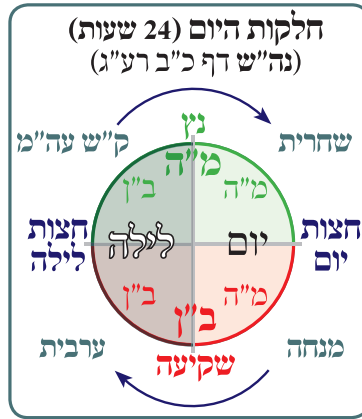 חלקות היום (24 שעות)
(נה"ש דף כ"ב רע"ג)
נץ
שחרית
ק"ש עה"מ
מ"ה
מ"ה
ב"ן
חצות
יום
יום
לילה
חצות
לילה
מ"ה
ב"ן
ב"ן
מנחה
שקיעה
ערבית